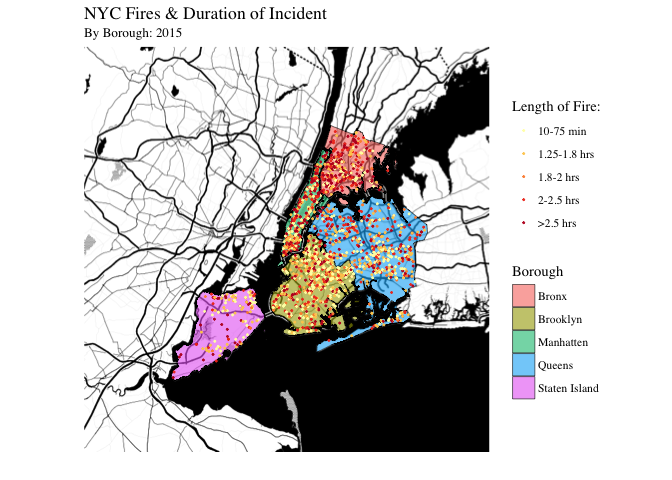 NYC Fires & Duration of Incident
By Borough: 2015
Length of Fire:
10-75 min
1.25-1.8 hrs
1.8-2 hrs
2-2.5 hrs
>2.5 hrs
Borough
Bronx
Brooklyn
Manhatten
Queens
Staten Island